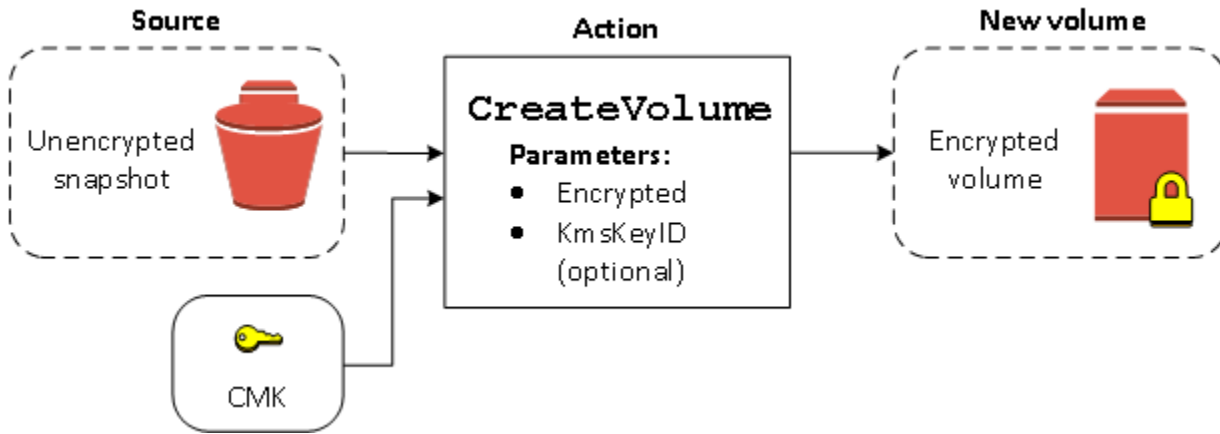 Source
Action
New volume
Unencrypted
snapshot
CreateVolume
Parameters:
● Encrypted
● KmsKeyID
(optional)
Encrypted
volume
CMK